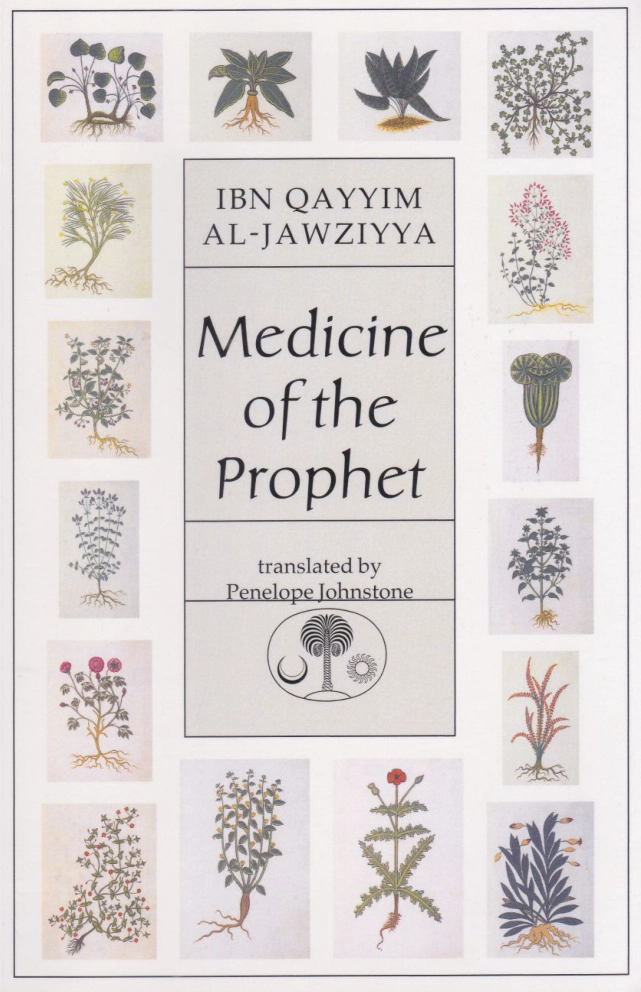 IBN QAYYIM
AL-JAWZIYYA
Medicine
of the
Prophet
translated by
Penelope Johnstone